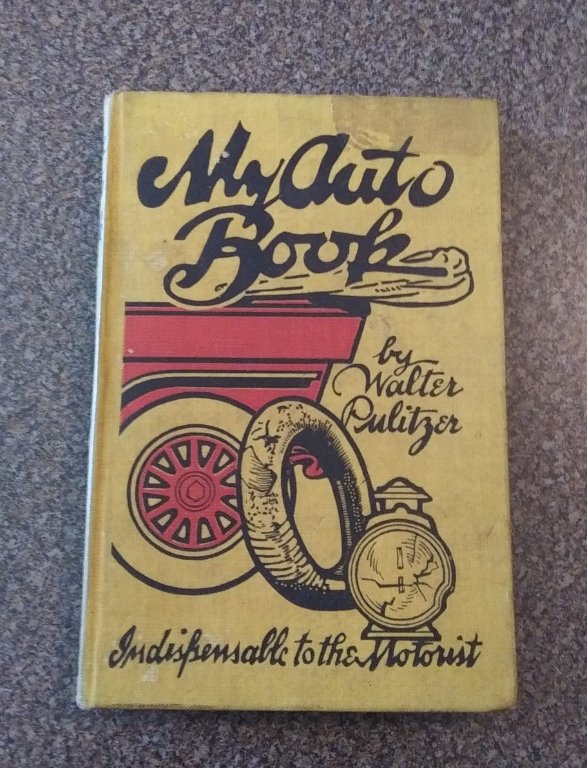 My Auto
Book
by
Walter
Pulitzer
Indispensable to the Motorist